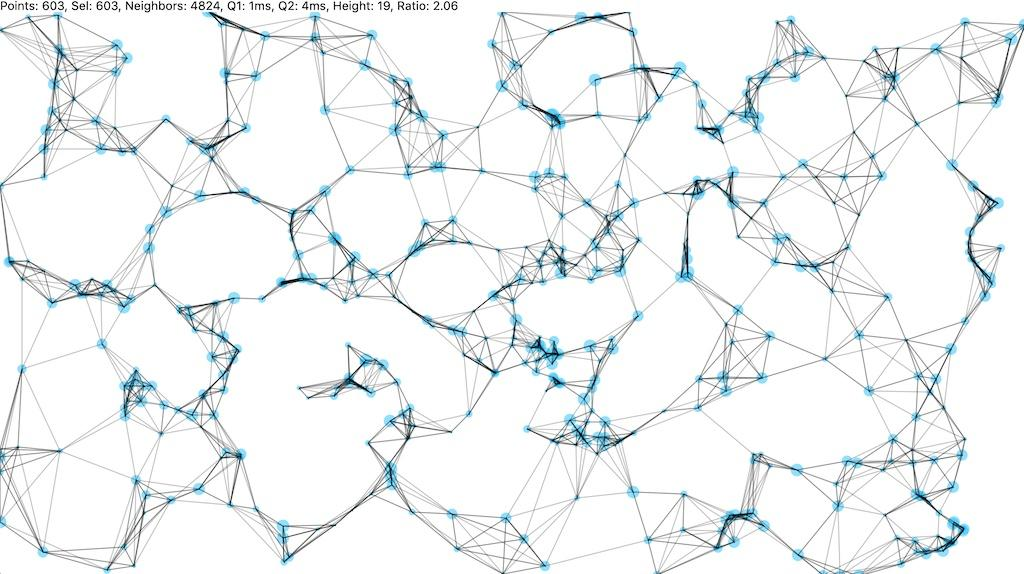 Points: 603, Sel: 603, Neighbors: 4824, Q1: 1ms, Q2: 4ms, Height: 19, Ratio: 2.06